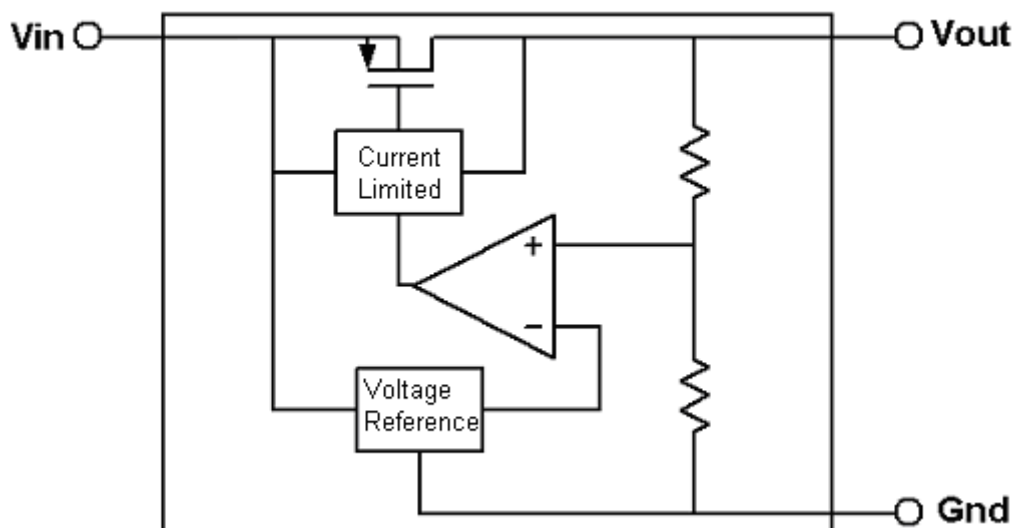 Vin
Vout
Current
Limited
+
−
Voltage
Reference
Gnd